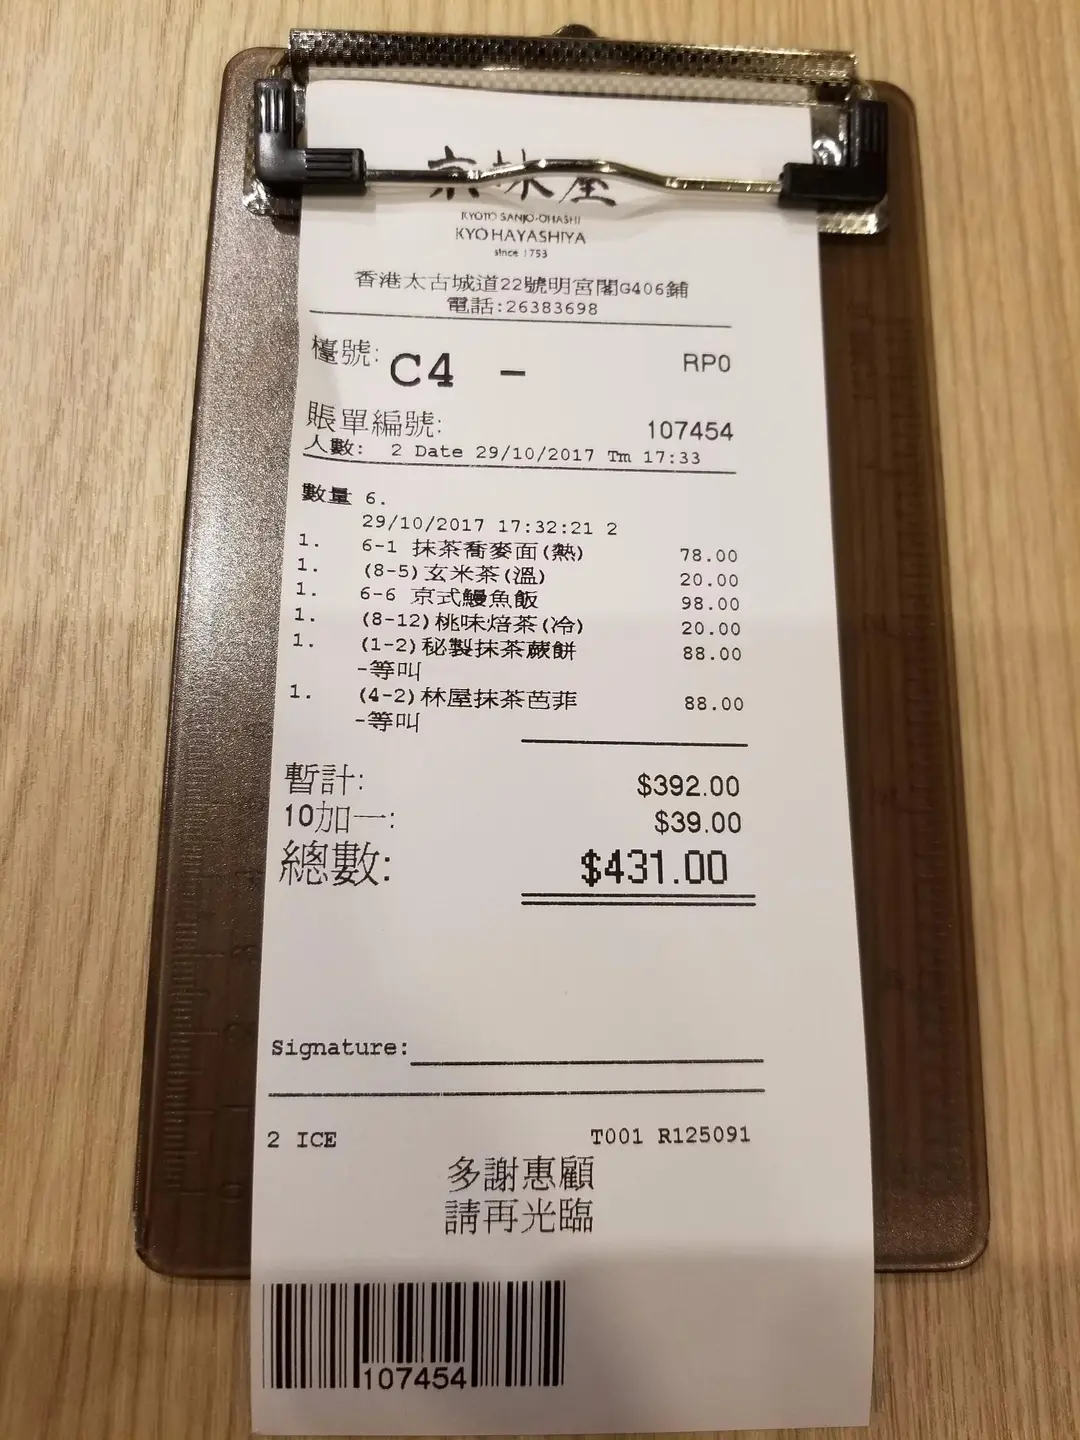 京林屋
KYOTO SANJO-OHASHI
KYOHAYASHIYA
since 1753
香港太古城道22號明宮閣G406鋪
電話:26383698
檯號: C4 - RP0
賬單編號: 107454
人數: 2 Date 29/10/2017 Tm 17:33
數量 6.
29/10/2017 17:32:21 2
1. 6-1 抹茶蕎麥面(熱) 78.00
1. (8-5)玄米茶(溫) 20.00
1. 6-6 京式鰻魚飯 98.00
1. (8-12)桃味焙茶(冷) 20.00
1. (1-2)秘製抹茶蕨餅 88.00
-等叫
1. (4-2)林屋抹茶芭菲 88.00
-等叫
暫計: $392.00
10加一: $39.00
總數: $431.00
Signature:
2 ICE T001 R125091
多謝惠顧
請再光臨
107454